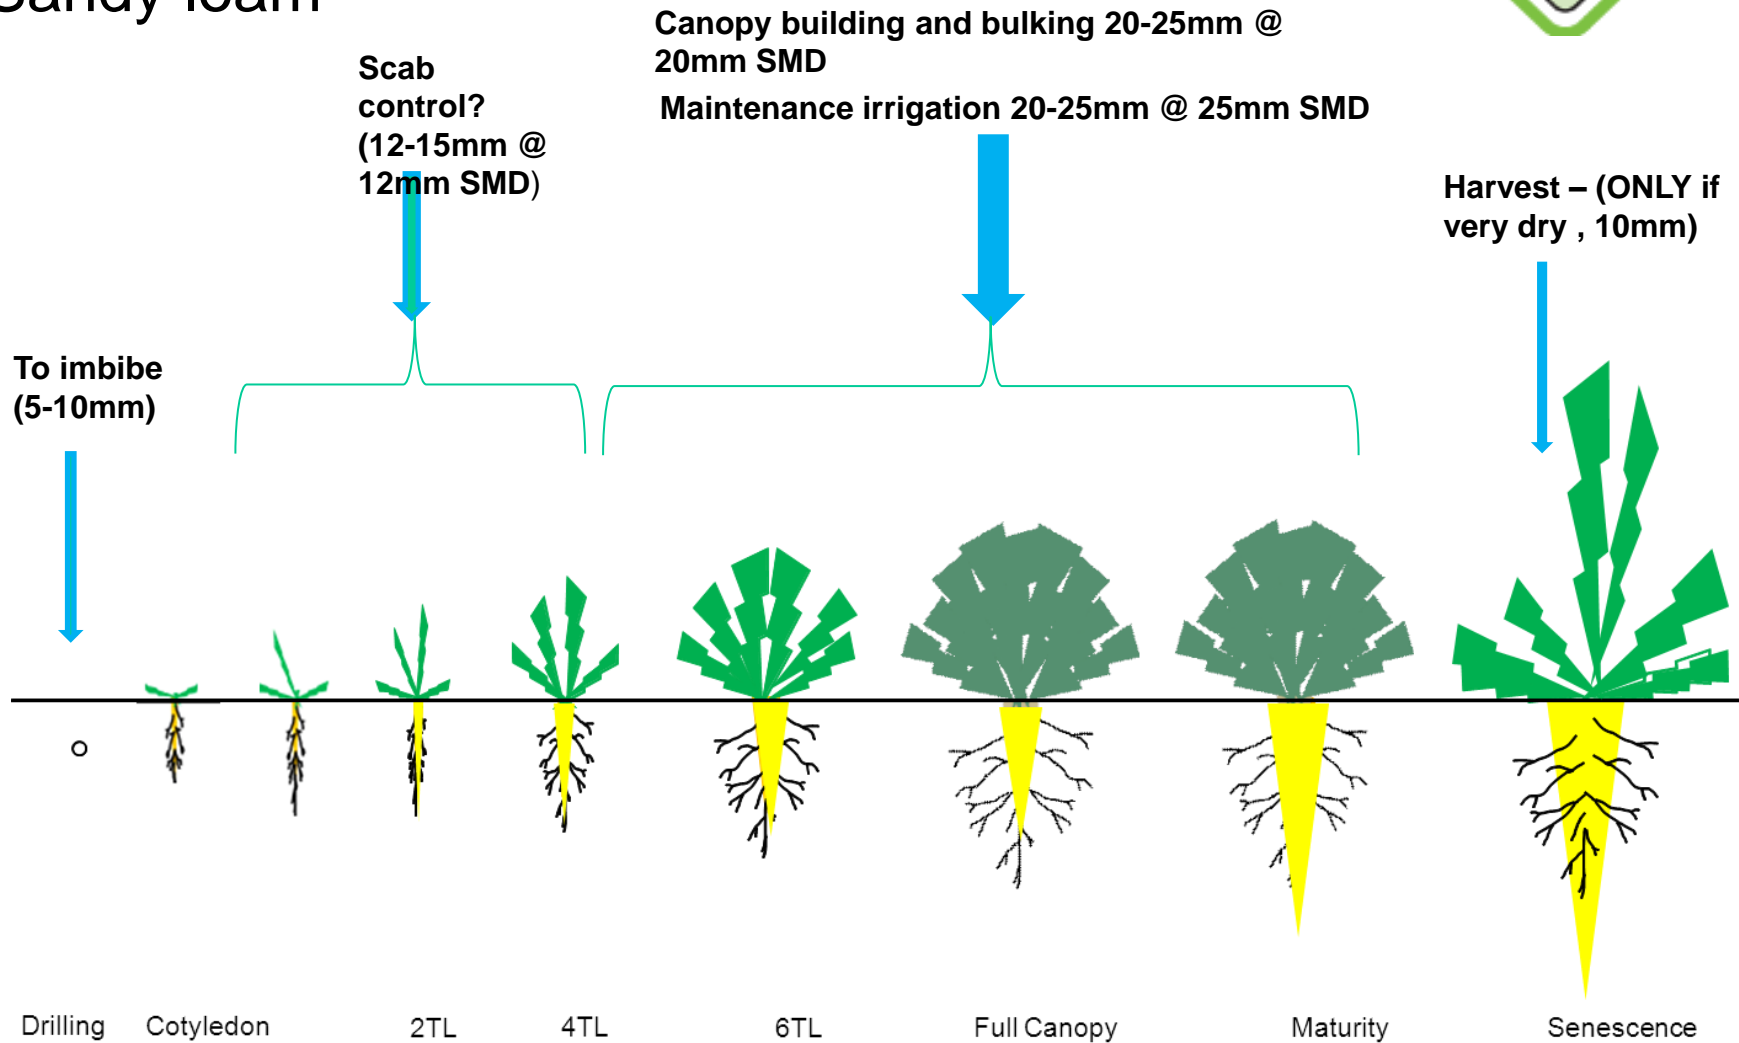 Sandy loam
Canopy building and bulking 20-25mm @
20mm SMD
Maintenance irrigation 20-25mm @ 25mm SMD
Scab
control?
(12-15mm @
12mm SMD)
Harvest – (ONLY if
very dry , 10mm)
To imbibe
(5-10mm)
Drilling
Cotyledon
2TL
4TL
6TL
Full Canopy
Maturity
Senescence